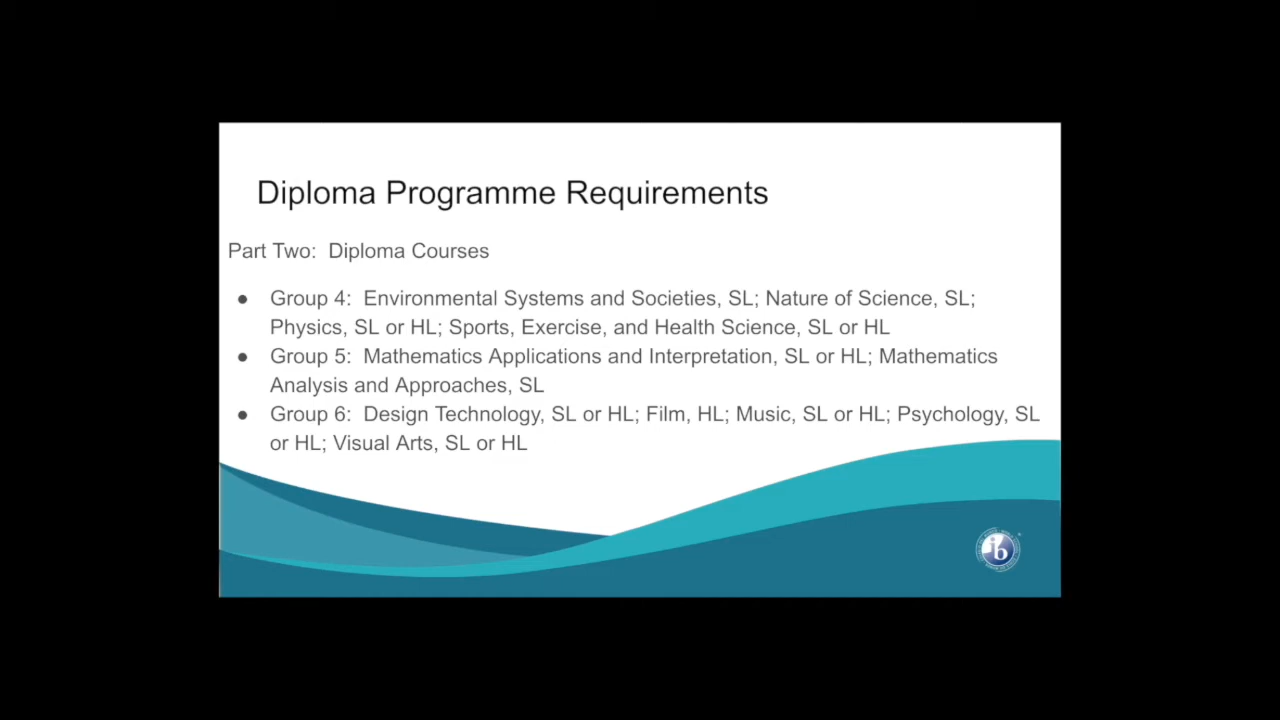 Diploma Programme Requirements
Part Two: Diploma Courses
● Group 4: Environmental Systems and Societies, SL; Nature of Science, SL;
Physics, SL or HL; Sports, Exercise, and Health Science, SL or HL
● Group 5: Mathematics Applications and Interpretation, SL or HL; Mathematics
Analysis and Approaches, SL
● Group 6: Design Technology, SL or HL; Film, HL; Music, SL or HL; Psychology, SL
or HL; Visual Arts, SL or HL
ib